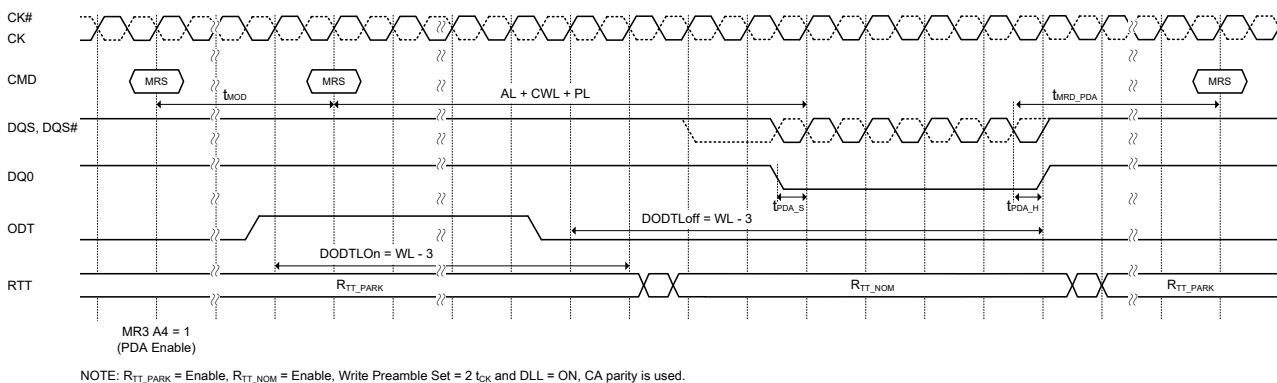 CK#
CK
CMD
MRS
MRS
MRS
tMOD
AL + CWL + PL
tMRD_PDA
DQS, DQS#
DQ0
tPDA_S
tPDA_H
ODT
DODTLoff = WL - 3
DODTLOn = WL - 3
RTT
RTT_PARK
RTT_NOM
RTT_PARK
MR3 A4 = 1
(PDA Enable)
NOTE: RTT_PARK = Enable, RTT_NOM = Enable, Write Preamble Set = 2 tCK and DLL = ON, CA parity is used.